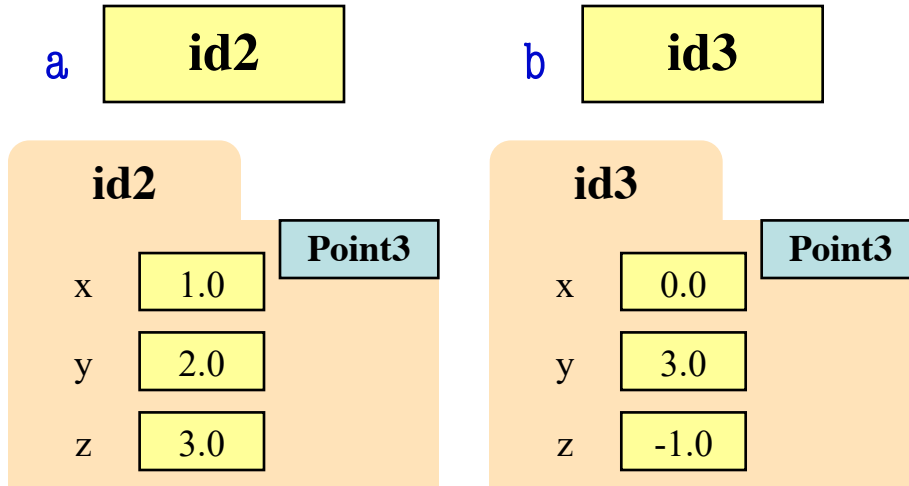 a id2
b id3
id2
Point3
x 1.0
y 2.0
z 3.0
id3
Point3
x 0.0
y 3.0
z -1.0